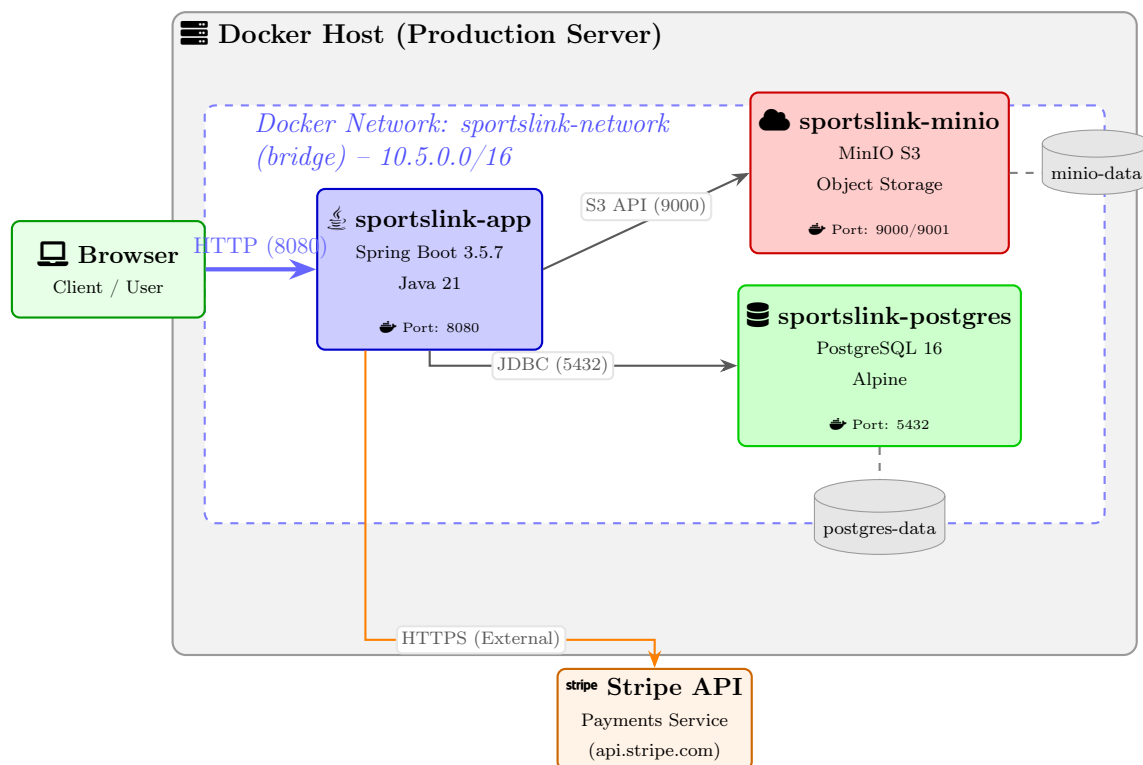 Docker Host (Production Server)
Docker Network: sportslink-network
(bridge) – 10.5.0.0/16
sportslink-minio
MinIO S3
Object Storage
Port: 9000/9001
minio-data
S3 API (9000)
sportslink-app
Spring Boot 3.5.7
Java 21
Port: 8080
HTTP (8080)
Browser
Client / User
sportslink-postgres
PostgreSQL 16
Alpine
Port: 5432
JDBC (5432)
postgres-data
HTTPS (External)
stripe Stripe API
Payments Service
(api.stripe.com)